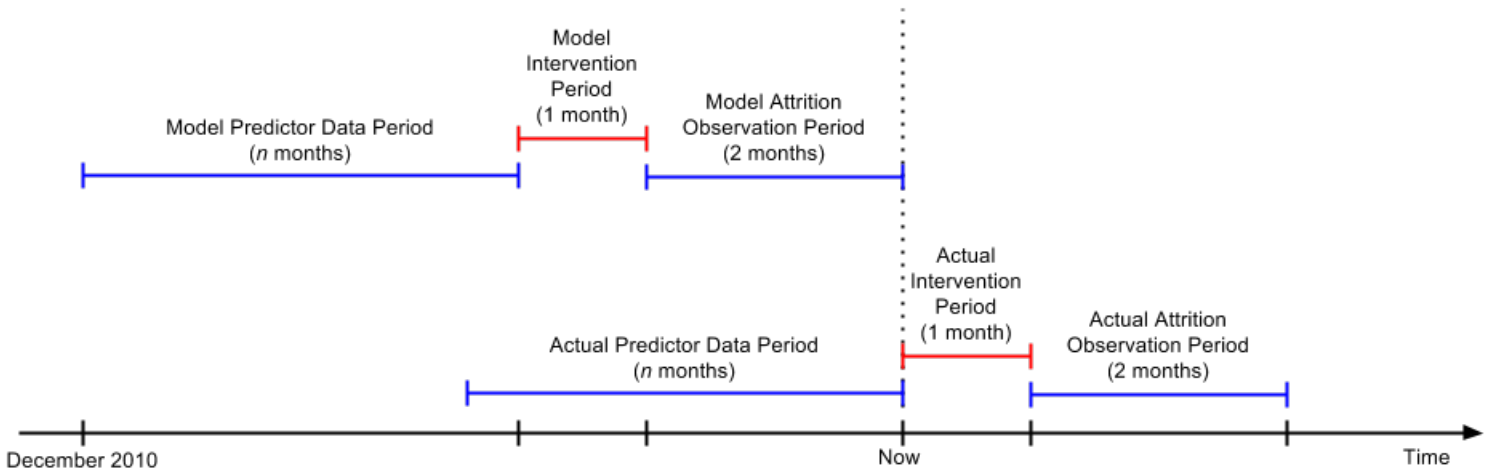 Model
Intervention
Period
(1 month)
Model Predictor Data Period
(n months)
Model Attrition
Observation Period
(2 months)
Actual
Intervention
Period
(1 month)
Actual Predictor Data Period
(n months)
Actual Attrition
Observation Period
(2 months)
December 2010
Now
Time